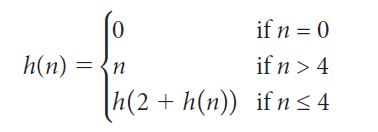 0 if n = 0
h(n) = { n if n > 4
h(2 + h(n)) if n ≤ 4